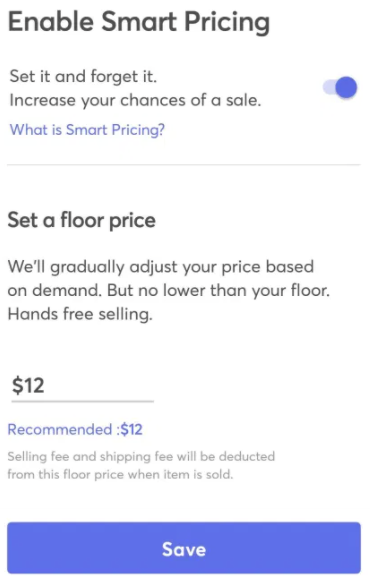 Enable Smart Pricing
Set it and forget it.
Increase your chances of a sale.
What is Smart Pricing?
Set a floor price
We'll gradually adjust your price based
on demand. But no lower than your floor.
Hands free selling.
$12
Recommended :$12
Selling fee and shipping fee will be deducted
from this floor price when item is sold.
Save